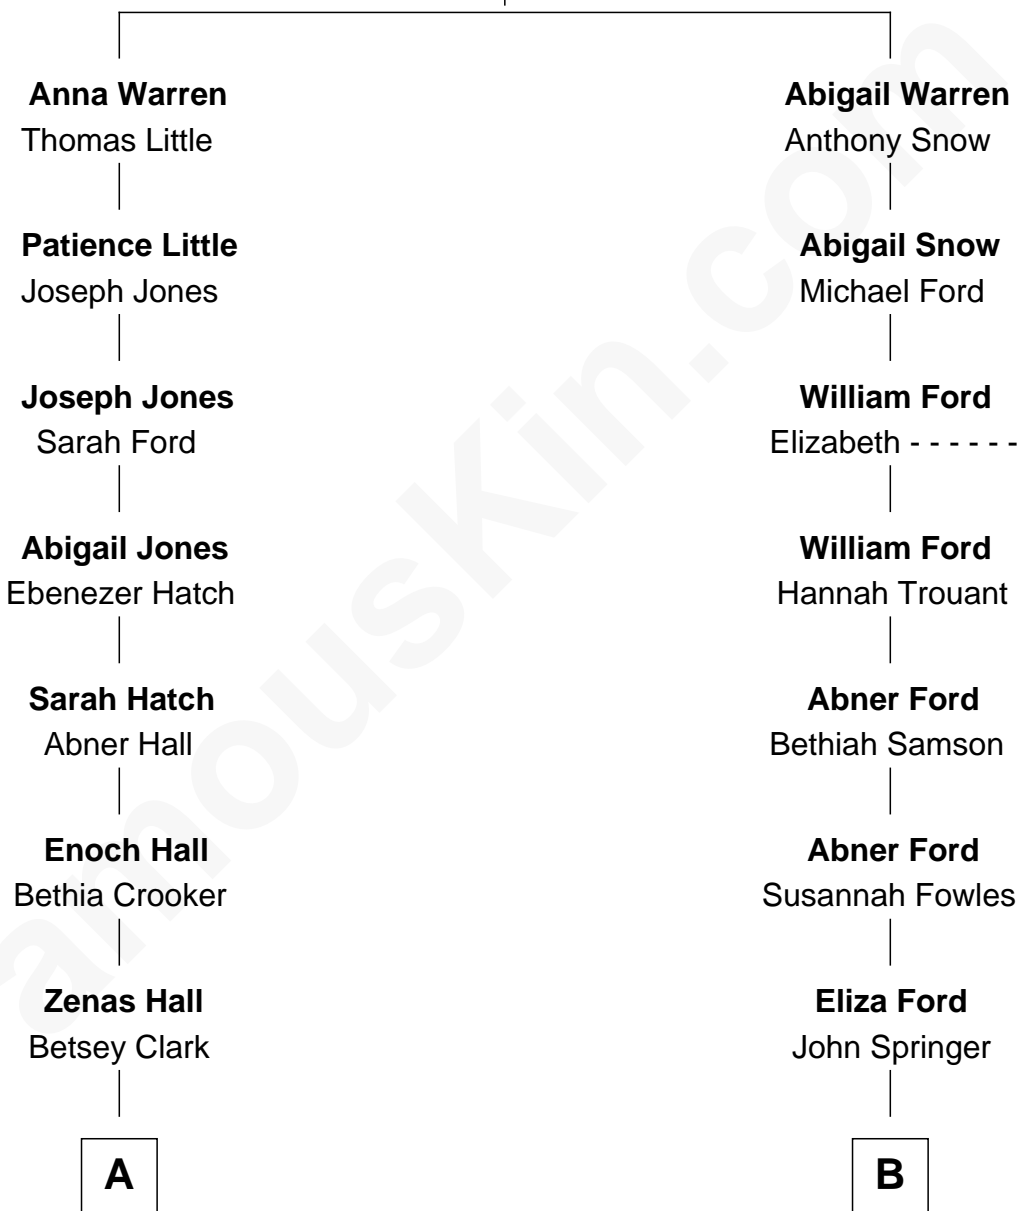 Anna Warren
Thomas Little
Patience Little
Joseph Jones
Joseph Jones
Sarah Ford
Abigail Jones
Ebenezer Hatch
Sarah Hatch
Abner Hall
Enoch Hall
Bethia Crooker
Zenas Hall
Betsey Clark
A
Abigail Warren
Anthony Snow
Abigail Snow
Michael Ford
William Ford
Elizabeth - - - - - -
William Ford
Hannah Trouant
Abner Ford
Bethiah Samson
Abner Ford
Susannah Fowles
Eliza Ford
John Springer
B
amousKin.com